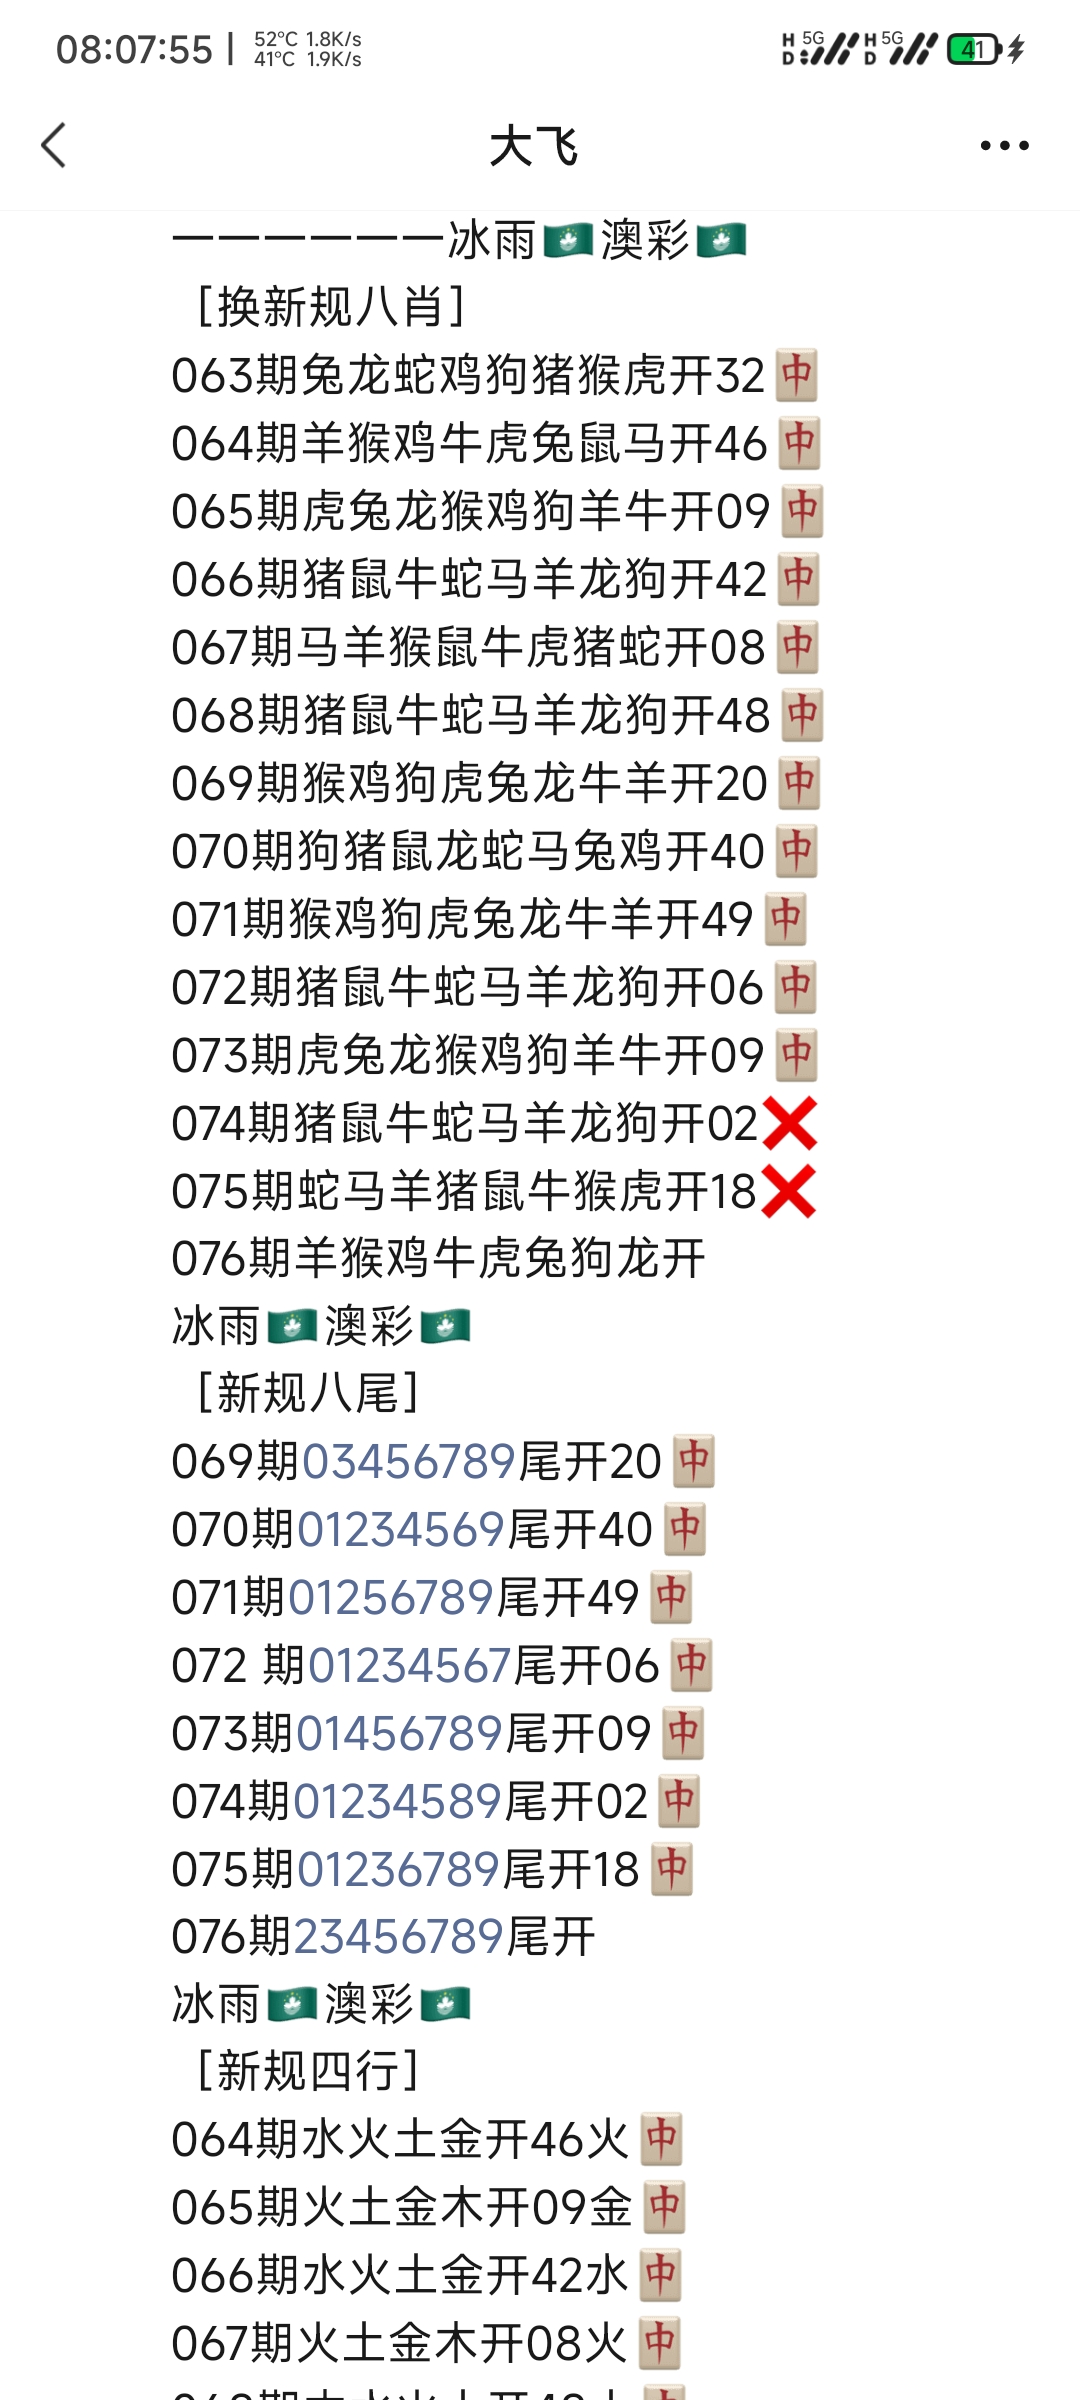 08:07:55 | 52°C 1.8K/s 41°C 1.9K/s HD 5G HD 5G 41
大飞
一一一一一一冰雨🇲🇴澳彩🇲🇴
［换新规八肖］
063期兔龙蛇鸡狗猪猴虎开32🀄
064期羊猴鸡牛虎兔鼠马开46🀄
065期虎兔龙猴鸡狗羊牛开09🀄
066期猪鼠牛蛇马羊龙狗开42🀄
067期马羊猴鼠牛虎猪蛇开08🀄
068期猪鼠牛蛇马羊龙狗开48🀄
069期猴鸡狗虎兔龙牛羊开20🀄
070期狗猪鼠龙蛇马兔鸡开40🀄
071期猴鸡狗虎兔龙牛羊开49🀄
072期猪鼠牛蛇马羊龙狗开06🀄
073期虎兔龙猴鸡狗羊牛开09🀄
074期猪鼠牛蛇马羊龙狗开02❌
075期蛇马羊猪鼠牛猴虎开18❌
076期羊猴鸡牛虎兔狗龙开
冰雨🇲🇴澳彩🇲🇴
［新规八尾］
069期03456789尾开20🀄
070期01234569尾开40🀄
071期01256789尾开49🀄
072 期01234567尾开06🀄
073期01456789尾开09🀄
074期01234589尾开02🀄
075期01236789尾开18🀄
076期23456789尾开
冰雨🇲🇴澳彩🇲🇴
［新规四行］
064期水火土金开46火🀄
065期火土金木开09金🀄
066期水火土金开42水🀄
067期火土金木开08火🀄